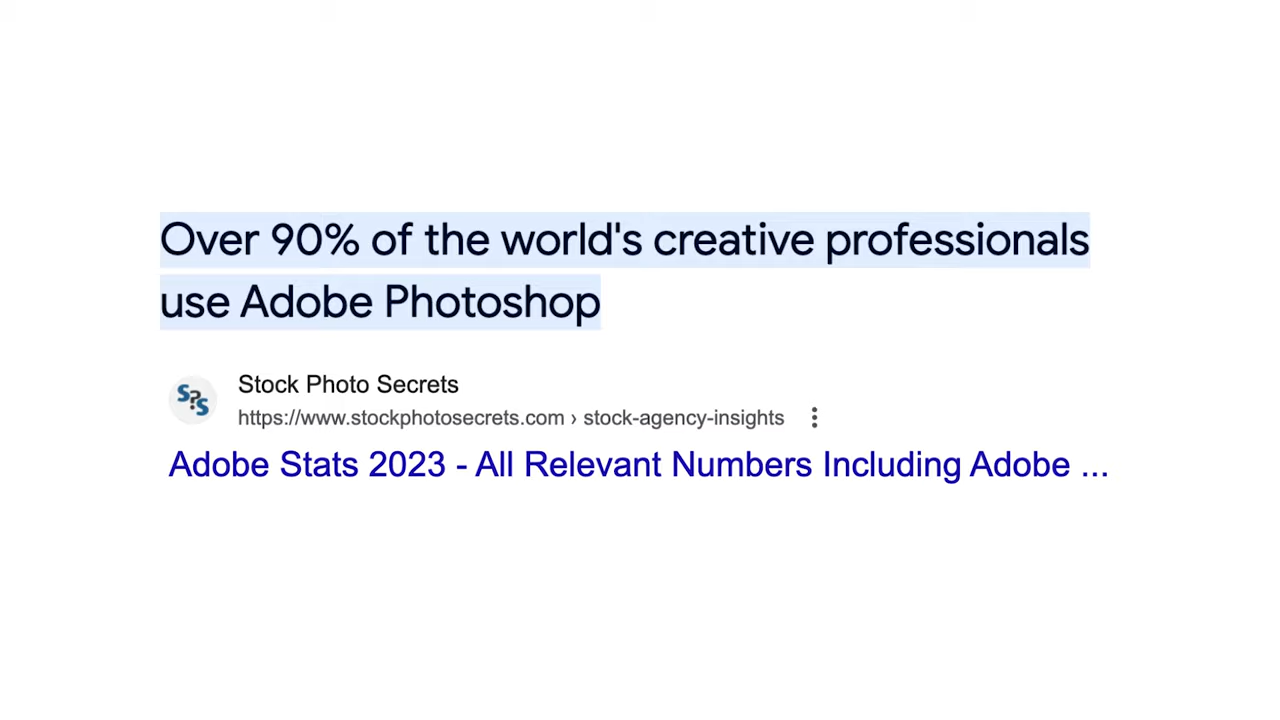 Over 90% of the world's creative professionals
use Adobe Photoshop
S?S
Stock Photo Secrets
https://www.stockphotosecrets.com › stock-agency-insights
Adobe Stats 2023 - All Relevant Numbers Including Adobe ...